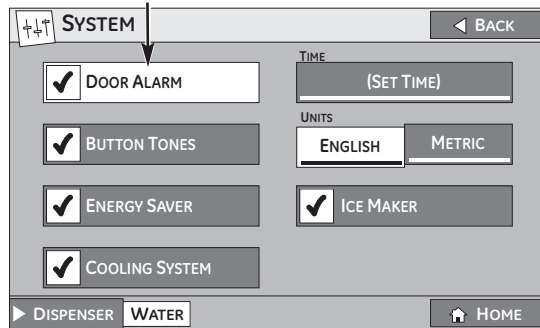 SYSTEM
BACK
DOOR ALARM
TIME
(SET TIME)
BUTTON TONES
UNITS
ENGLISH
METRIC
ENERGY SAVER
ICE MAKER
COOLING SYSTEM
DISPENSER
WATER
HOME